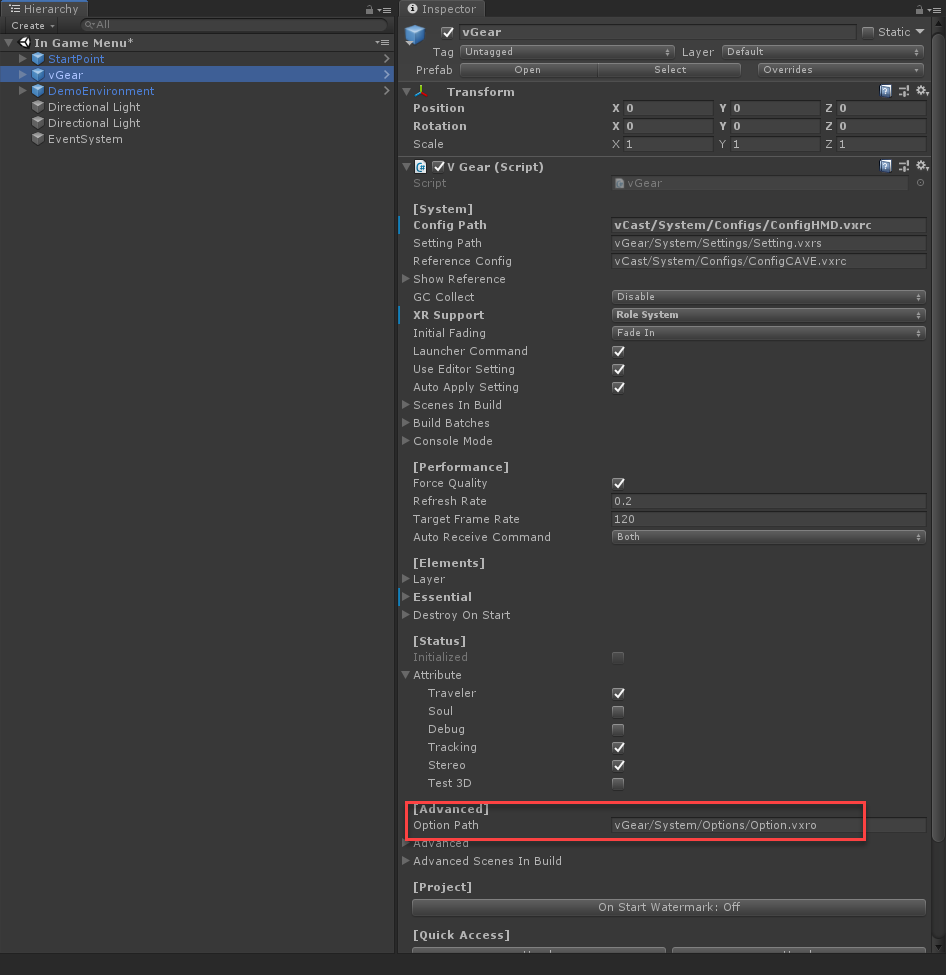 Hierarchy
Create
All
In Game Menu*
StartPoint
vGear
DemoEnvironment
Directional Light
Directional Light
EventSystem
Inspector
vGear
Static
Tag Untagged Layer Default
Prefab Open Select Overrides
Transform
Position X 0 Y 0 Z 0
Rotation X 0 Y 0 Z 0
Scale X 1 Y 1 Z 1
V Gear (Script)
Script vGear
[System]
Config Path vCast/System/Configs/ConfigHMD.vxrc
Setting Path vGear/System/Settings/Setting.vxrs
Reference Config vCast/System/Configs/ConfigCAVE.vxrc
Show Reference
GC Collect Disable
XR Support Role System
Initial Fading Fade In
Launcher Command
Use Editor Setting
Auto Apply Setting
Scenes In Build
Build Batches
Console Mode
[Performance]
Force Quality
Refresh Rate 0.2
Target Frame Rate 120
Auto Receive Command Both
[Elements]
Layer
Essential
Destroy On Start
[Status]
Initialized
Attribute
Traveler
Soul
Debug
Tracking
Stereo
Test 3D
[Advanced]
Option Path vGear/System/Options/Option.vxro
Advanced
Advanced Scenes In Build
[Project]
On Start Watermark: Off
[Quick Access]